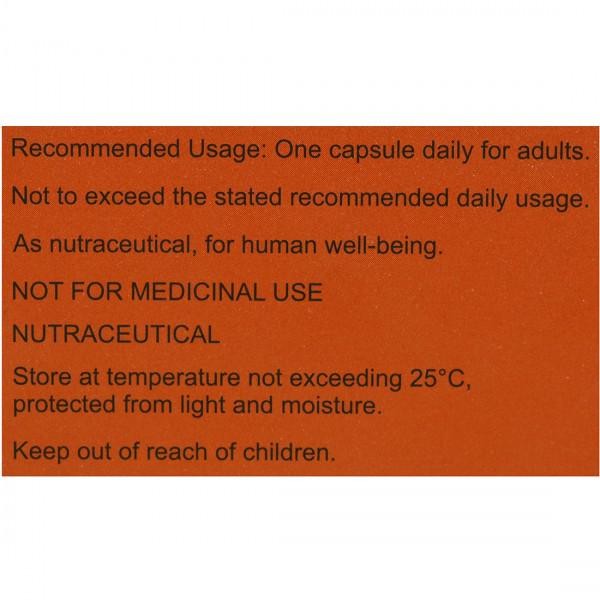 Recommended Usage: One capsule daily for adults.
Not to exceed the stated recommended daily usage.
As nutraceutical, for human well-being.
NOT FOR MEDICINAL USE
NUTRACEUTICAL
Store at temperature not exceeding 25°C,
protected from light and moisture.
Keep out of reach of children.